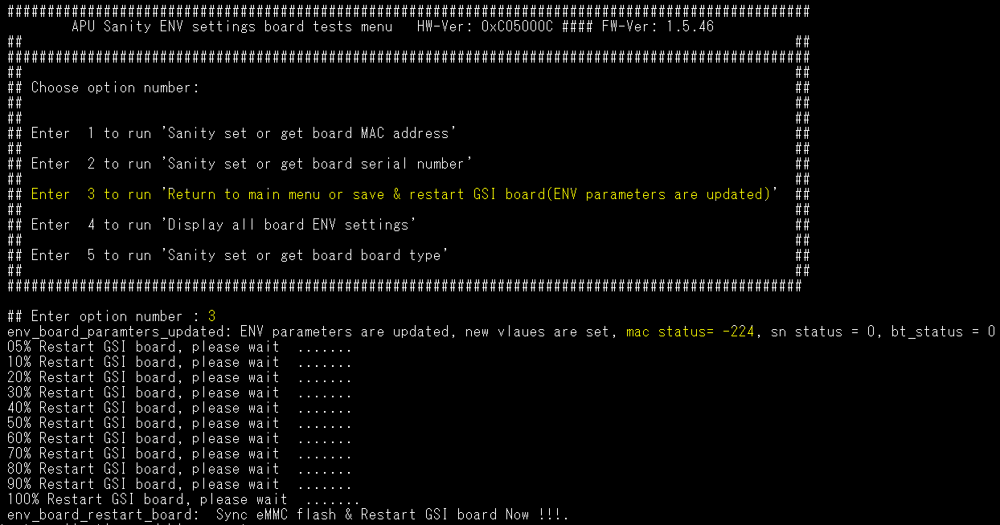 ####################################################################################################
APU Sanity ENV settings board tests menu   HW-Ver: 0xC05000C #### FW-Ver: 1.5.46
##                                                                                                ##
####################################################################################################
##                                                                                                ##
## Choose option number:                                                                          ##
##                                                                                                ##
##                                                                                                ##
## Enter  1 to run 'Sanity set or get board MAC address'                                          ##
##                                                                                                ##
## Enter  2 to run 'Sanity set or get board serial number'                                        ##
##                                                                                                ##
## Enter  3 to run 'Return to main menu or save & restart GSI board(ENV parameters are updated)'  ##
##                                                                                                ##
## Enter  4 to run 'Display all board ENV settings'                                               ##
##                                                                                                ##
## Enter  5 to run 'Sanity set or get board board type'                                           ##
##                                                                                                ##
###################################################################################################
## Enter option number : 3
env_board_paramters_updated: ENV parameters are updated, new vlaues are set, mac status= -224, sn status = 0, bt_status = 0
05% Restart GSI board, please wait  .......
10% Restart GSI board, please wait  .......
20% Restart GSI board, please wait  .......
30% Restart GSI board, please wait  .......
40% Restart GSI board, please wait  .......
50% Restart GSI board, please wait  .......
60% Restart GSI board, please wait  .......
70% Restart GSI board, please wait  .......
80% Restart GSI board, please wait  .......
90% Restart GSI board, please wait  .......
100% Restart GSI board, please wait  .......
env_board_restart_board:  Sync eMMC flash & Restart GSI board Now !!!.